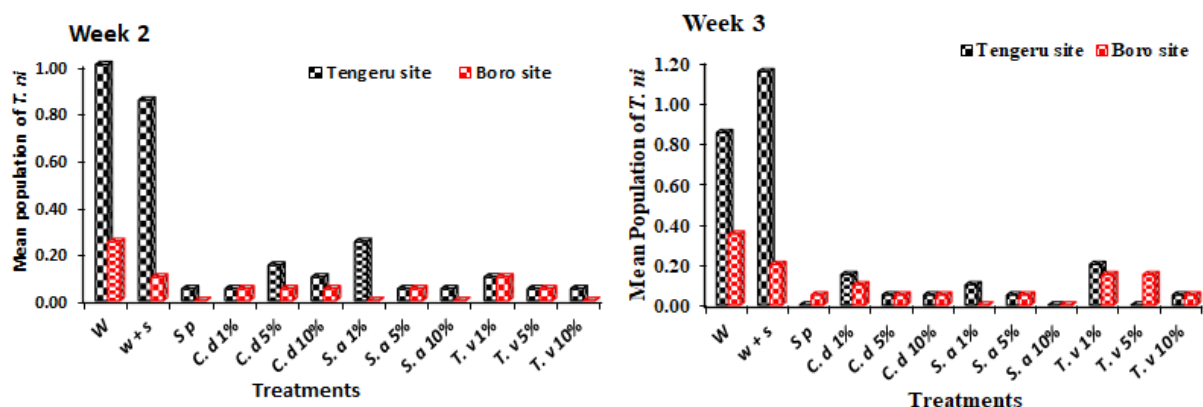 Week 2
Tengeru site Boro site
Mean population of T. ni
1.00
0.80
0.60
0.40
0.20
0.00
W w + s S p C. d 1% C. d 5% C. d 10% S. a 1% S. a 5% S. a 10% T. v 1% T. v 5% T. v 10%
Treatments
Week 3
Tengeru site Boro site
Mean Population of T. ni
1.20
1.00
0.80
0.60
0.40
0.20
0.00
W w + s S p C. d 1% C. d 5% C. d 10% S. a 1% S. a 5% S. a 10% T. v 1% T. v 5% T. v 10%
Treatments